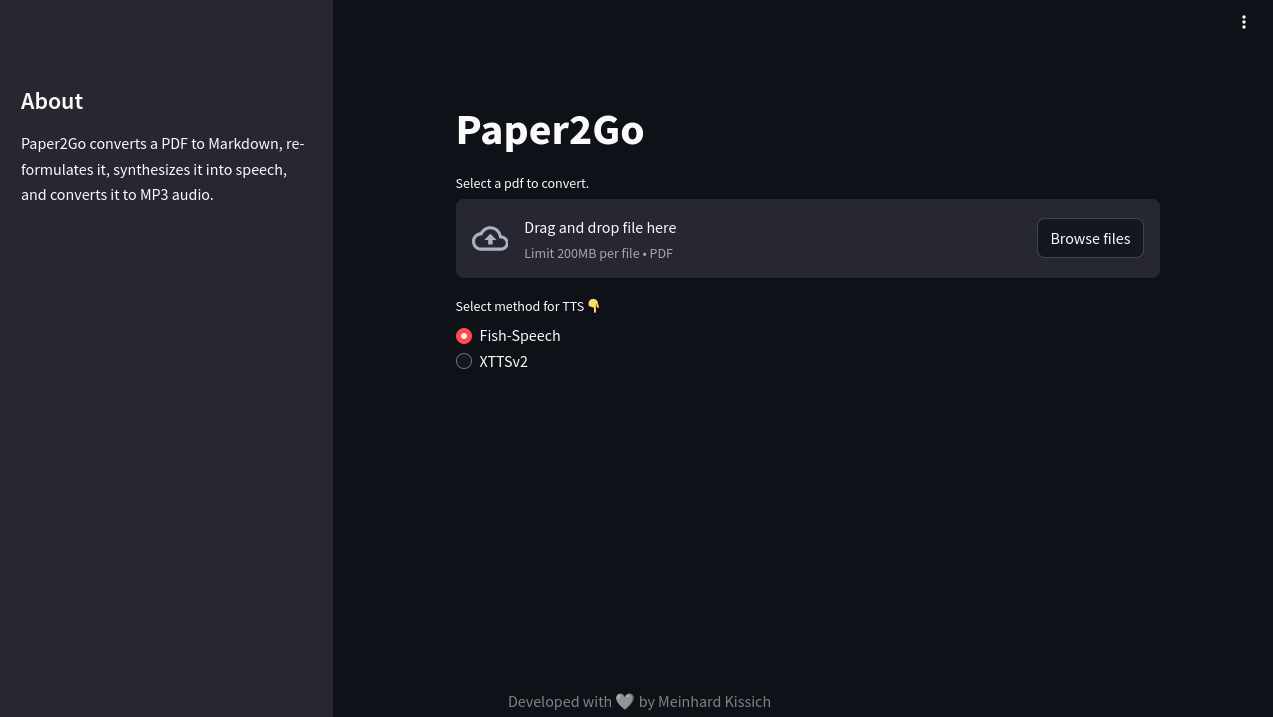 About
Paper2Go converts a PDF to Markdown, re-
formulates it, synthesizes it into speech,
and converts it to MP3 audio.
Paper2Go
Select a pdf to convert.
Drag and drop file here
Limit 200MB per file • PDF
Browse files
Select method for TTS 👇
Fish-Speech
XTTSv2
Developed with 🩶 by Meinhard Kissich